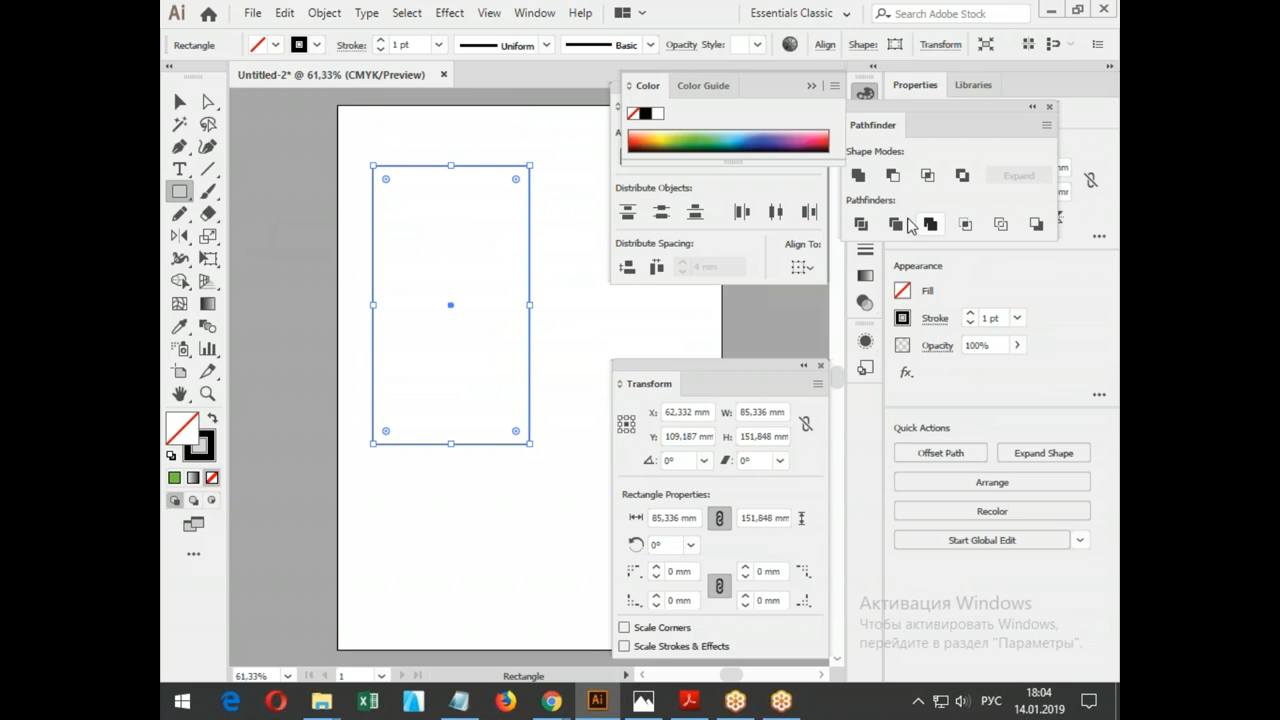 Ai File Edit Object Type Select Effect View Window Help Essentials Classic Search Adobe Stock
Rectangle Stroke: 1 pt Uniform Basic Opacity Style: Align Shape: Transform
Untitled-2* @ 61,33% (CMYK/Preview)
Color Color Guide
Properties Libraries
Pathfinder
Shape Modes:
Expand
Pathfinders:
Distribute Objects:
Distribute Spacing:
Align To:
4 mm
Appearance
Fill
Stroke 1 pt
Opacity 100%
fx.
Transform
X: 62,332 mm W: 85,336 mm
Y: 109,187 mm H: 151,848 mm
0° 0°
Rectangle Properties:
85,336 mm 151,848 mm
0°
0 mm 0 mm
0 mm 0 mm
Scale Corners
Scale Strokes & Effects
Quick Actions
Offset Path Expand Shape
Arrange
Recolor
Start Global Edit
Активация Windows
Чтобы активировать Windows,
перейдите в раздел "Параметры".
61,33% 1 Rectangle
Ai РУС 18:04
14.01.2019